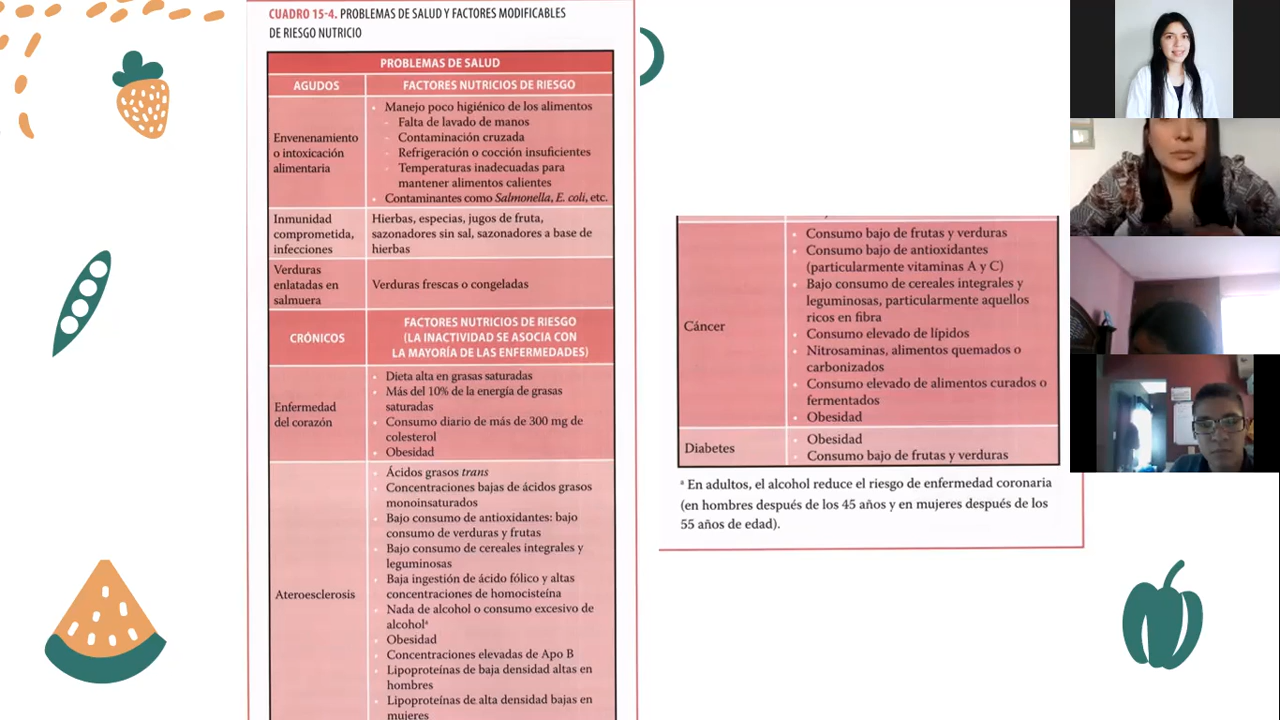 CUADRO 15-4. PROBLEMAS DE SALUD Y FACTORES MODIFICABLES
DE RIESGO NUTRICIO
PROBLEMAS DE SALUD
AGUDOS
FACTORES NUTRICIOS DE RIESGO
Envenenamiento
o intoxicación
alimentaria
• Manejo poco higiénico de los alimentos
- Falta de lavado de manos
- Contaminación cruzada
- Refrigeración o cocción insuficientes
- Temperaturas inadecuadas para
mantener alimentos calientes
• Contaminantes como Salmonella, E. coli, etc.
Inmunidad
comprometida,
infecciones
Hierbas, especias, jugos de fruta,
sazonadores sin sal, sazonadores a base de
hierbas
Verduras
enlatadas en
salmuera
Verduras frescas o congeladas
CRÓNICOS
FACTORES NUTRICIOS DE RIESGO
(LA INACTIVIDAD SE ASOCIA CON
LA MAYORÍA DE LAS ENFERMEDADES)
Enfermedad
del corazón
• Dieta alta en grasas saturadas
• Más del 10% de la energía de grasas
saturadas
• Consumo diario de más de 300 mg de
colesterol
• Obesidad
Ateroesclerosis
• Ácidos grasos trans
• Concentraciones bajas de ácidos grasos
monoinsaturados
• Bajo consumo de antioxidantes: bajo
consumo de verduras y frutas
• Bajo consumo de cereales integrales y
leguminosas
• Baja ingestión de ácido fólico y altas
concentraciones de homocisteína
• Nada de alcohol o consumo excesivo de
alcoholª
• Obesidad
• Concentraciones elevadas de Apo B
• Lipoproteínas de baja densidad altas en
hombres
• Lipoproteínas de alta densidad bajas en
mujeres
Cáncer
• Consumo bajo de frutas y verduras
• Consumo bajo de antioxidantes
(particularmente vitaminas A y C)
• Bajo consumo de cereales integrales y
leguminosas, particularmente aquellos
ricos en fibra
• Consumo elevado de lípidos
• Nitrosaminas, alimentos quemados o
carbonizados
• Consumo elevado de alimentos curados o
fermentados
• Obesidad
Diabetes
• Obesidad
• Consumo bajo de frutas y verduras
ª En adultos, el alcohol reduce el riesgo de enfermedad coronaria
(en hombres después de los 45 años y en mujeres después de los
55 años de edad).